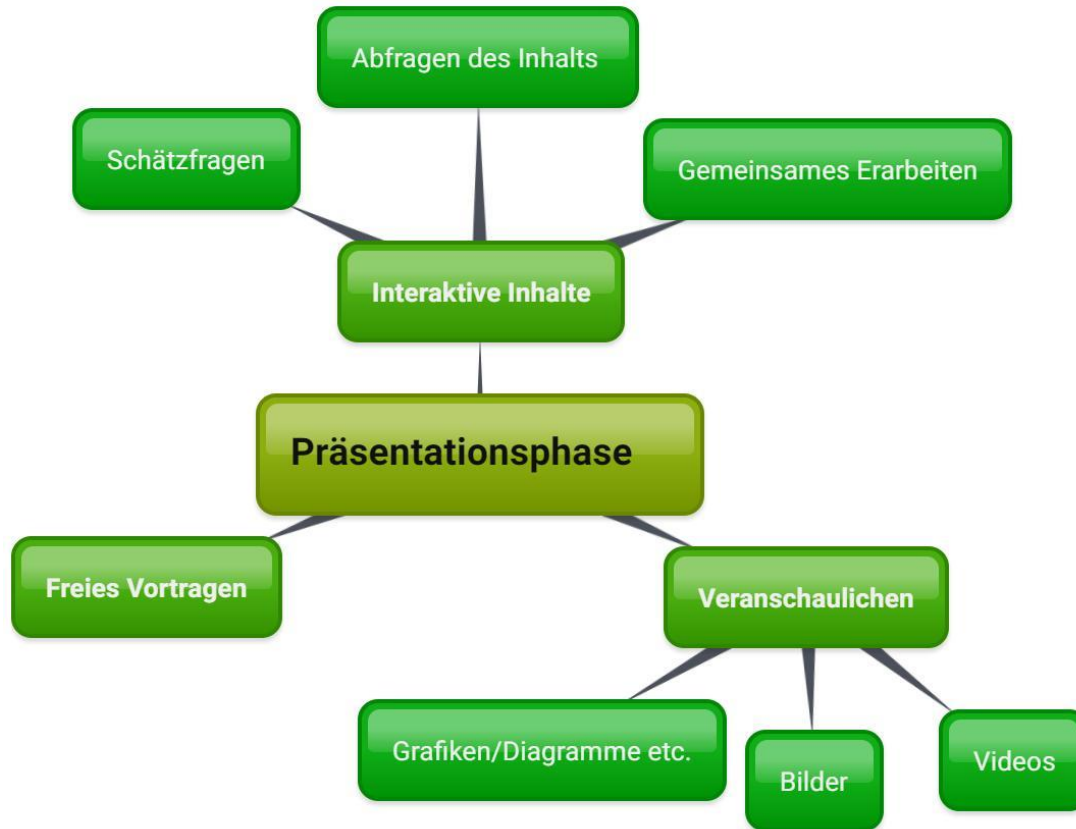 Abfragen des Inhalts
Schätzfragen
Gemeinsames Erarbeiten
Interaktive Inhalte
Präsentationsphase
Freies Vortragen
Veranschaulichen
Grafiken/Diagramme etc.
Bilder
Videos